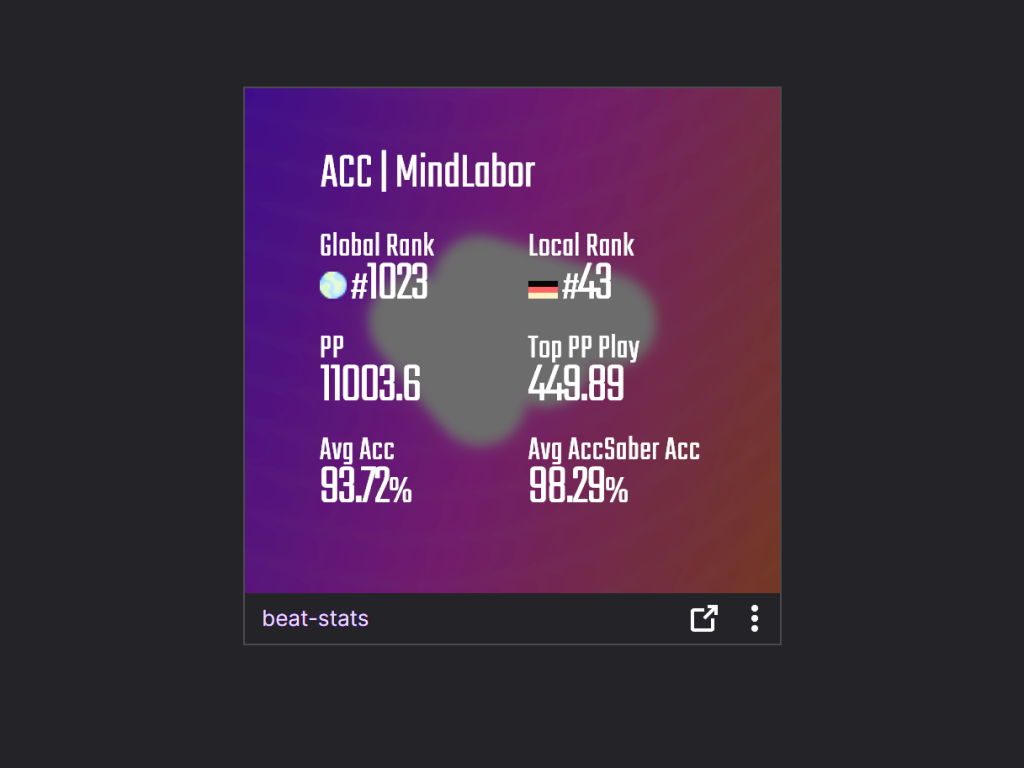 ACC | MindLabor
Global Rank
#1023
Local Rank
#43
PP
11003.6
Top PP Play
449.89
Avg Acc
93.72%
Avg AccSaber Acc
98.29%
beat-stats